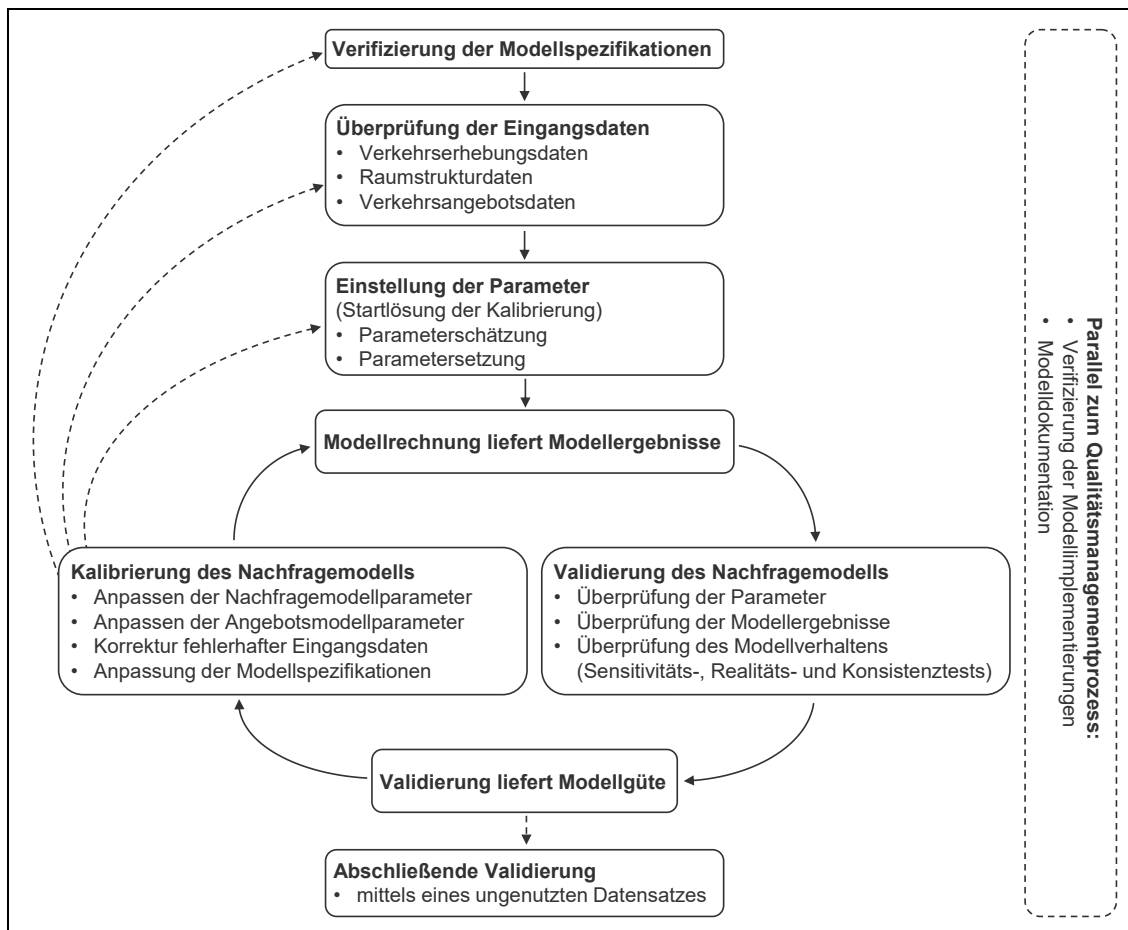 Verifizierung der Modellspezifikationen
Überprüfung der Eingangsdaten
• Verkehrserhebungsdaten
• Raumstrukturdaten
• Verkehrsangebotsdaten
Einstellung der Parameter
(Startlösung der Kalibrierung)
• Parameterschätzung
• Parametersetzung
Modellrechnung liefert Modellergebnisse
Kalibrierung des Nachfragemodells
• Anpassen der Nachfragemodellparameter
• Anpassen der Angebotsmodellparameter
• Korrektur fehlerhafter Eingangsdaten
• Anpassung der Modellspezifikationen
Validierung des Nachfragemodells
• Überprüfung der Parameter
• Überprüfung der Modellergebnisse
• Überprüfung des Modellverhaltens
(Sensitivitäts-, Realitäts- und Konsistenztests)
Validierung liefert Modellgüte
Abschließende Validierung
• mittels eines ungenutzten Datensatzes
Parallel zum Qualitätsmanagementprozess:
• Verifizierung der Modellimplementierungen
• Modelldokumentation